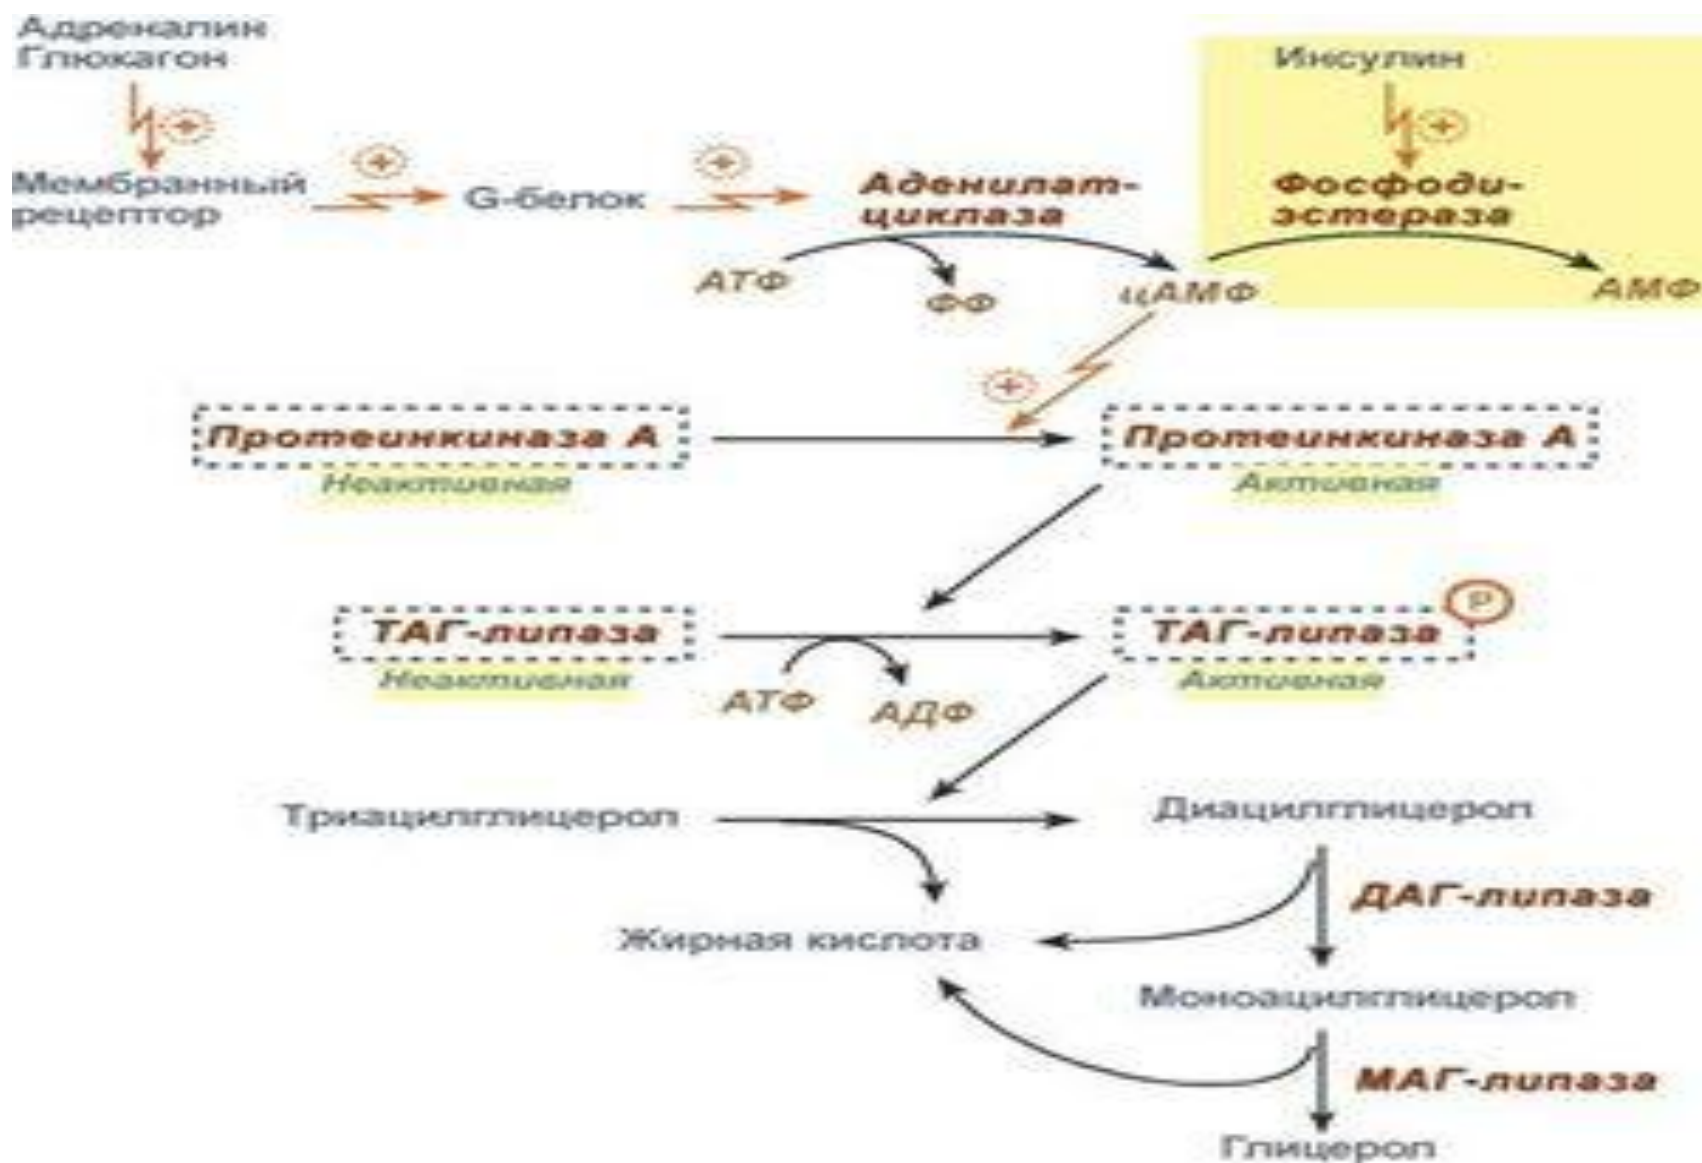 Адреналин
Глюкагон
Инсулин
+
+
Мембранный
рецептор
+
G-белок
+
Аденилат-
циклаза
Фосфоди-
эстераза
АТФ
ФФ
цАМФ
АМФ
+
Протеинкиназа А
Неактивная
Протеинкиназа А
Активная
ТАГ-липаза
Неактивная
АТФ
АДФ
ТАГ-липаза
P
Активная
Триацилглицерол
Диацилглицерол
ДАГ-липаза
Жирная кислота
Моноацилглицерол
МАГ-липаза
Глицерол